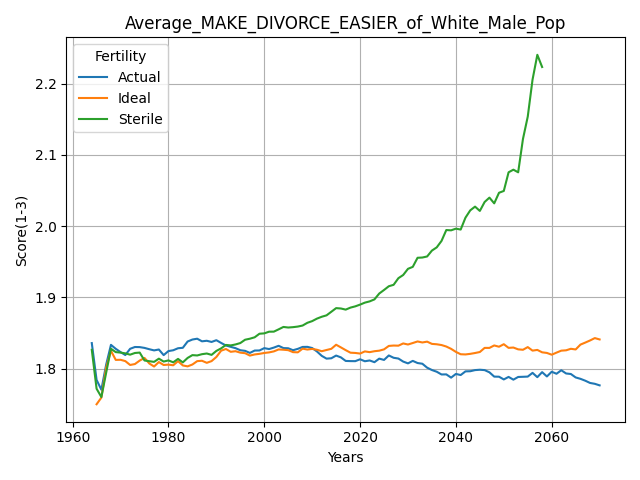 Average_MAKE_DIVORCE_EASIER_of_White_Male_Pop
Fertility
Actual
Ideal
Sterile
2.2
2.1
2.0
1.9
1.8
Score(1-3)
1960 1980 2000 2020 2040 2060
Years